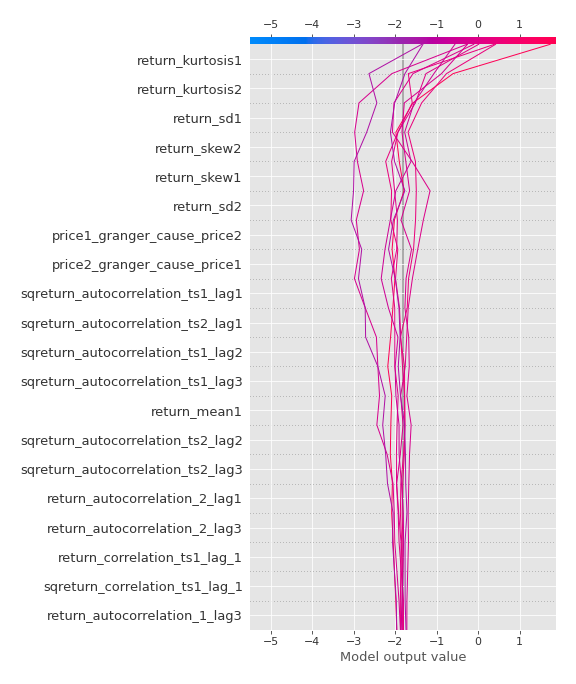 −5 −4 −3 −2 −1 0 1
return_kurtosis1
return_kurtosis2
return_sd1
return_skew2
return_skew1
return_sd2
price1_granger_cause_price2
price2_granger_cause_price1
sqreturn_autocorrelation_ts1_lag1
sqreturn_autocorrelation_ts2_lag1
sqreturn_autocorrelation_ts1_lag2
sqreturn_autocorrelation_ts1_lag3
return_mean1
sqreturn_autocorrelation_ts2_lag2
sqreturn_autocorrelation_ts2_lag3
return_autocorrelation_2_lag1
return_autocorrelation_2_lag3
return_correlation_ts1_lag_1
sqreturn_correlation_ts1_lag_1
return_autocorrelation_1_lag3
−5 −4 −3 −2 −1 0 1
Model output value